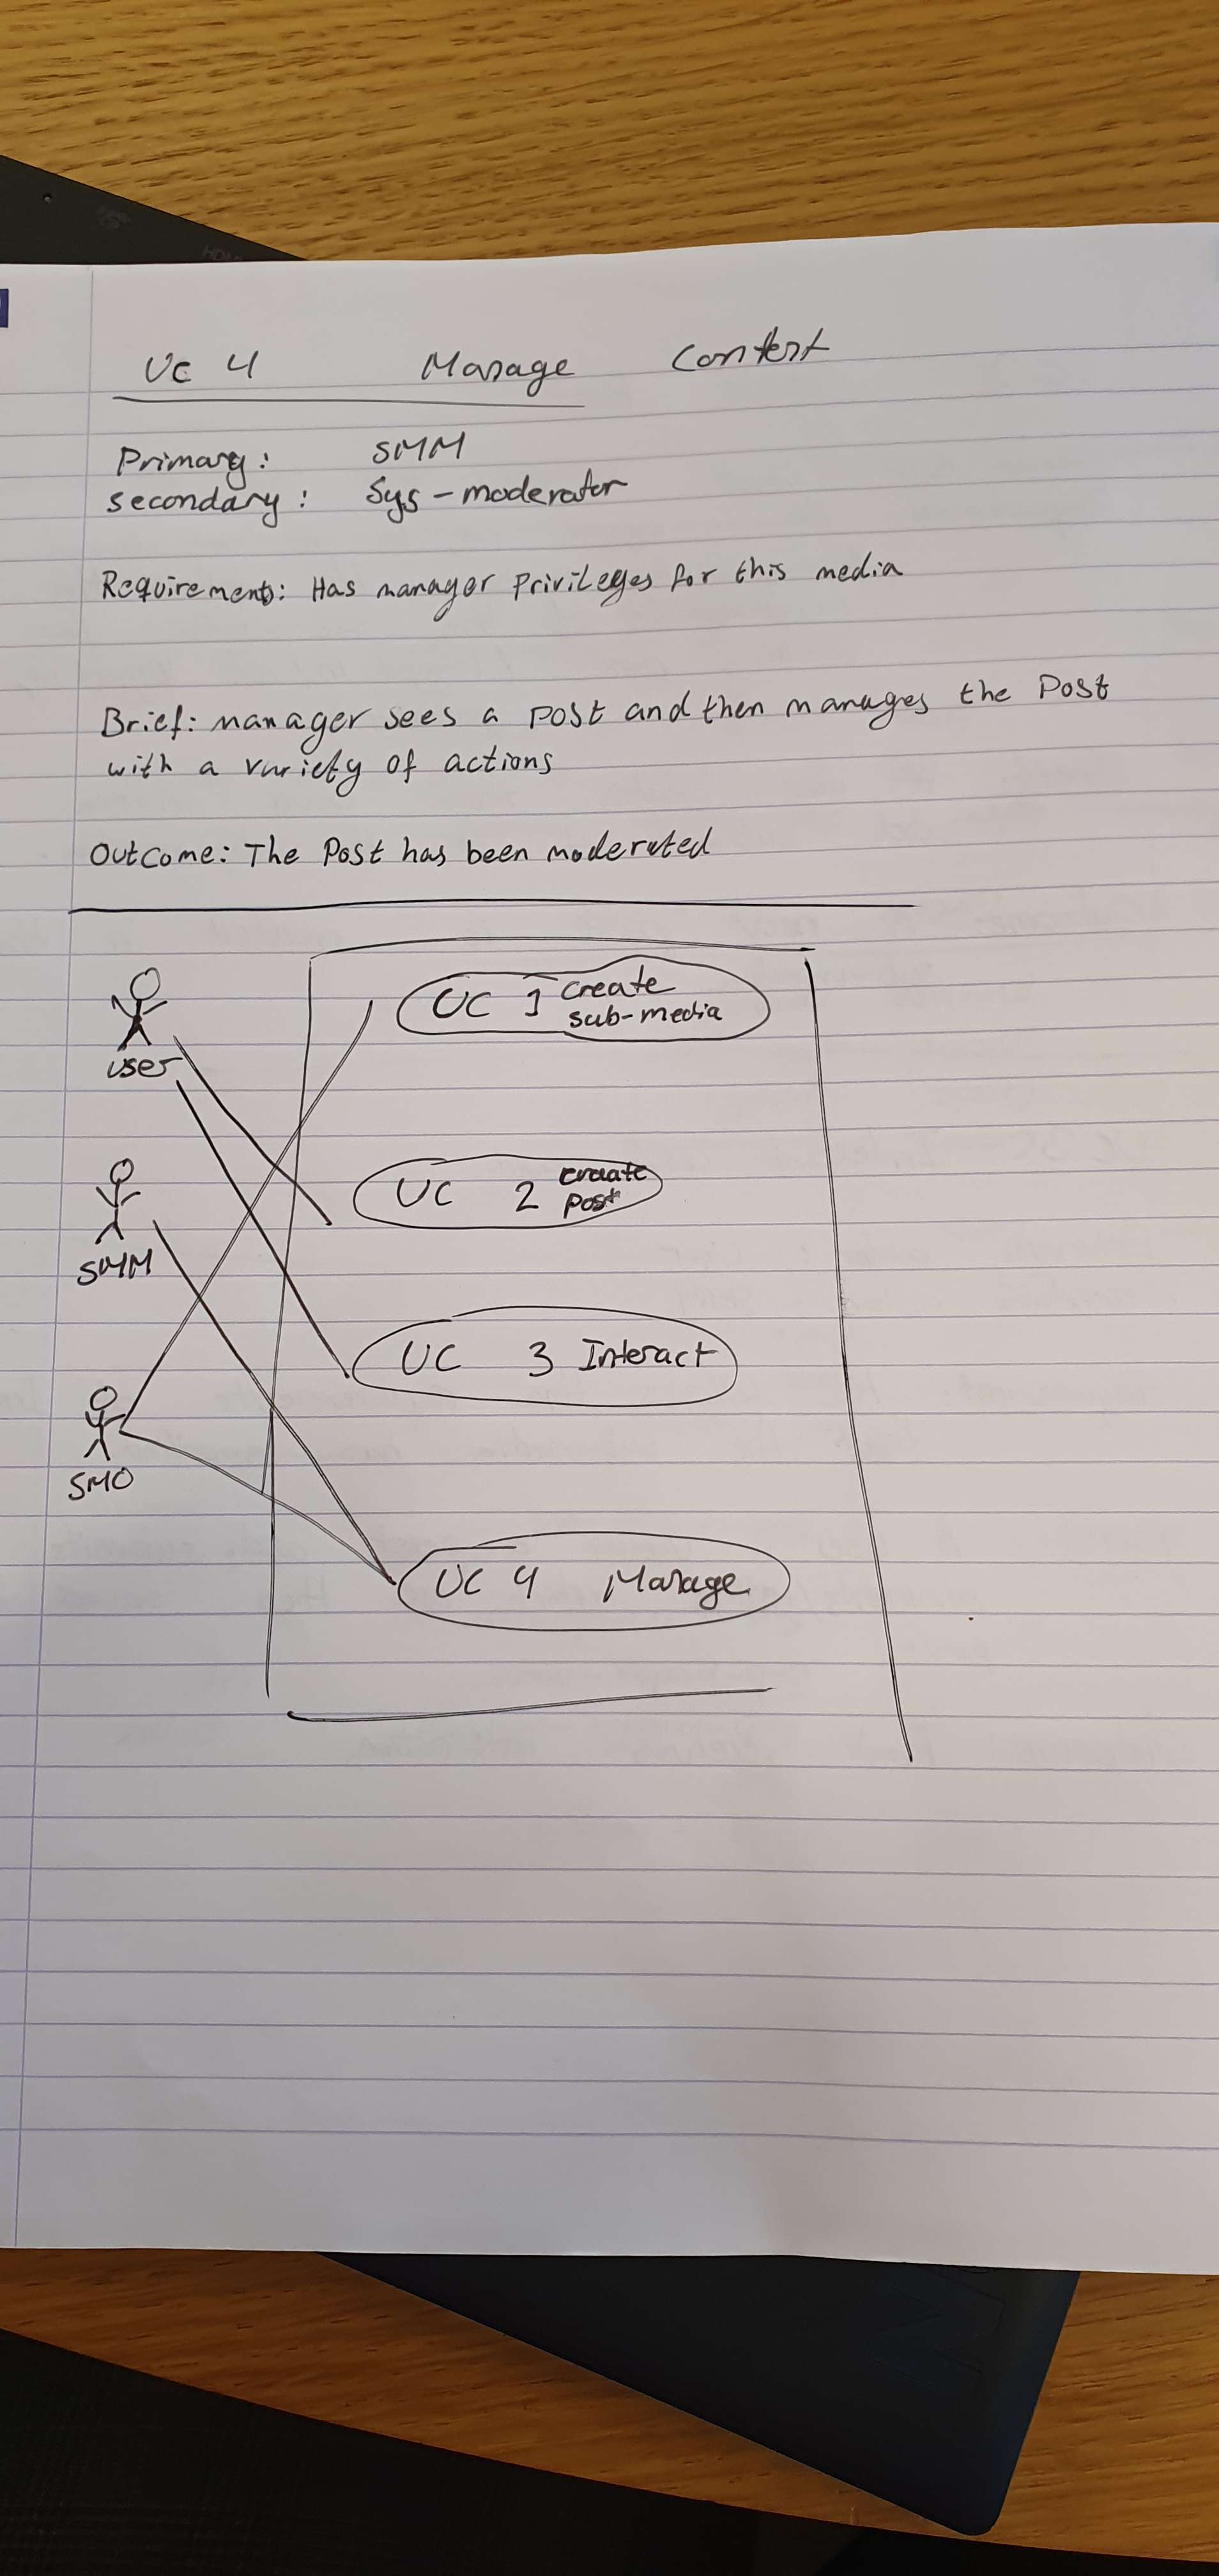 UC 4 Manage Content
Primary: SMM
secondary: Sys-moderator
Requirements: Has manager privileges for this media
Brief: manager sees a post and then manages the Post
with a variety of actions
Outcome: The Post has been moderated
UC 1 create
sub-media
user
UC 2 create
post
SMM
UC 3 Interact
SMO
UC 4 Manage